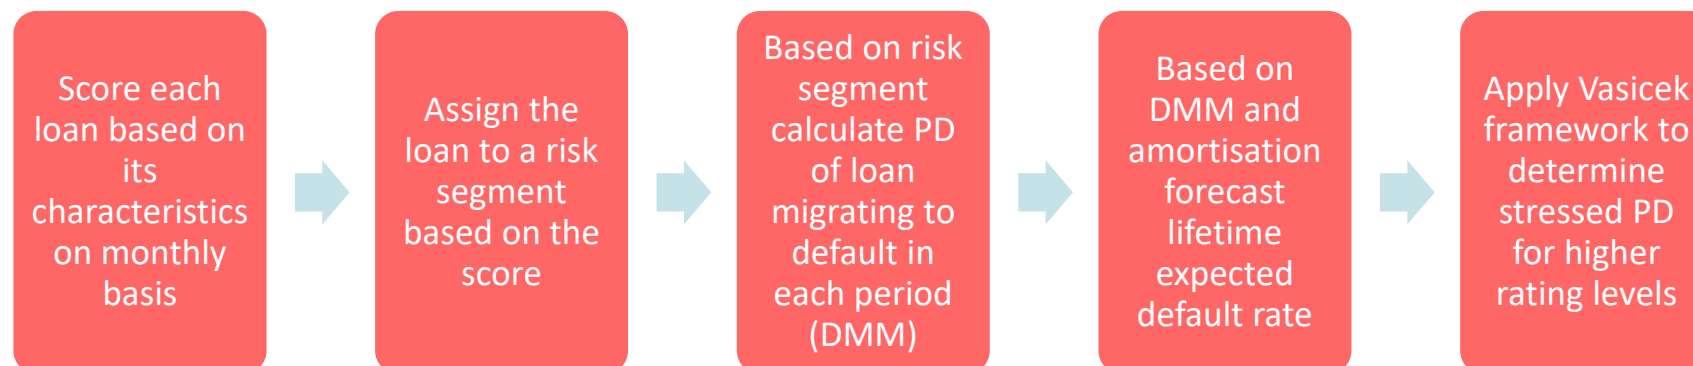 Score each
loan based on
its
characteristics
on monthly
basis
Assign the
loan to a risk
segment
based on the
score
Based on risk
segment
calculate PD
of loan
migrating to
default in
each period
(DMM)
Based on
DMM and
amortisation
forecast
lifetime
expected
default rate
Apply Vasicek
framework to
determine
stressed PD
for higher
rating levels